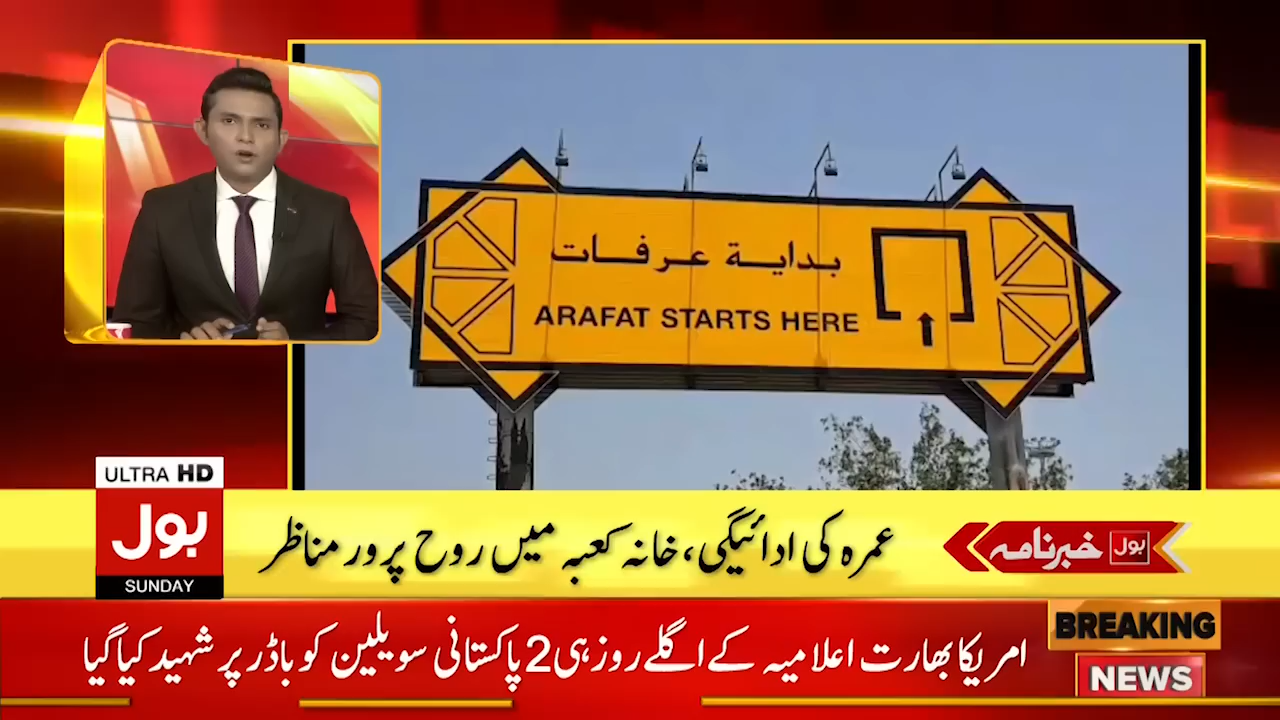 بداية عرفات
ARAFAT STARTS HERE
ULTRA HD
بول
SUNDAY
عمرہ کی ادائیگی، خانہ کعبہ میں روح پرور مناظر
بول خبرنامہ
BREAKING
NEWS
امریکا بھارت اعلامیہ کے اگلے روز ہی 2 پاکستانی سویلین کو باڈر پر شہید کیا گیا